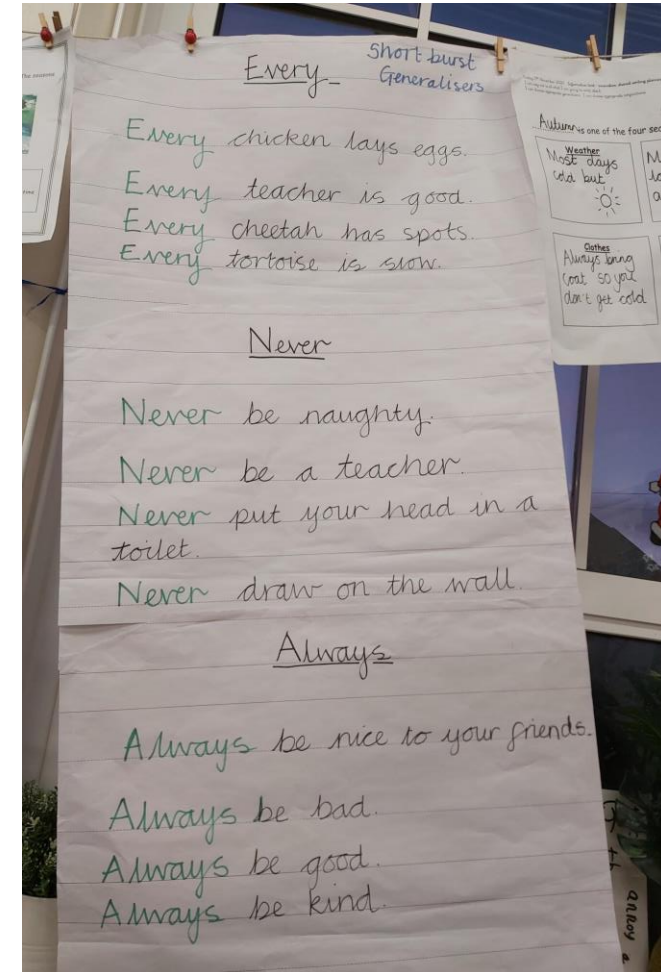 Every
Short burst
Generalisers
Every chicken lays eggs.
Every teacher is good.
Every cheetah has spots.
Every tortoise is slow.
Never
Never be naughty.
Never be a teacher.
Never put your head in a
toilet.
Never draw on the wall.
Always
Always be nice to your friends.
Always be bad.
Always be good.
Always be kind.
The seasons
Autumn is one of the four
Weather
Most days
cold but
Clothes
Always bring
coat so you
don't get cold
annoy a